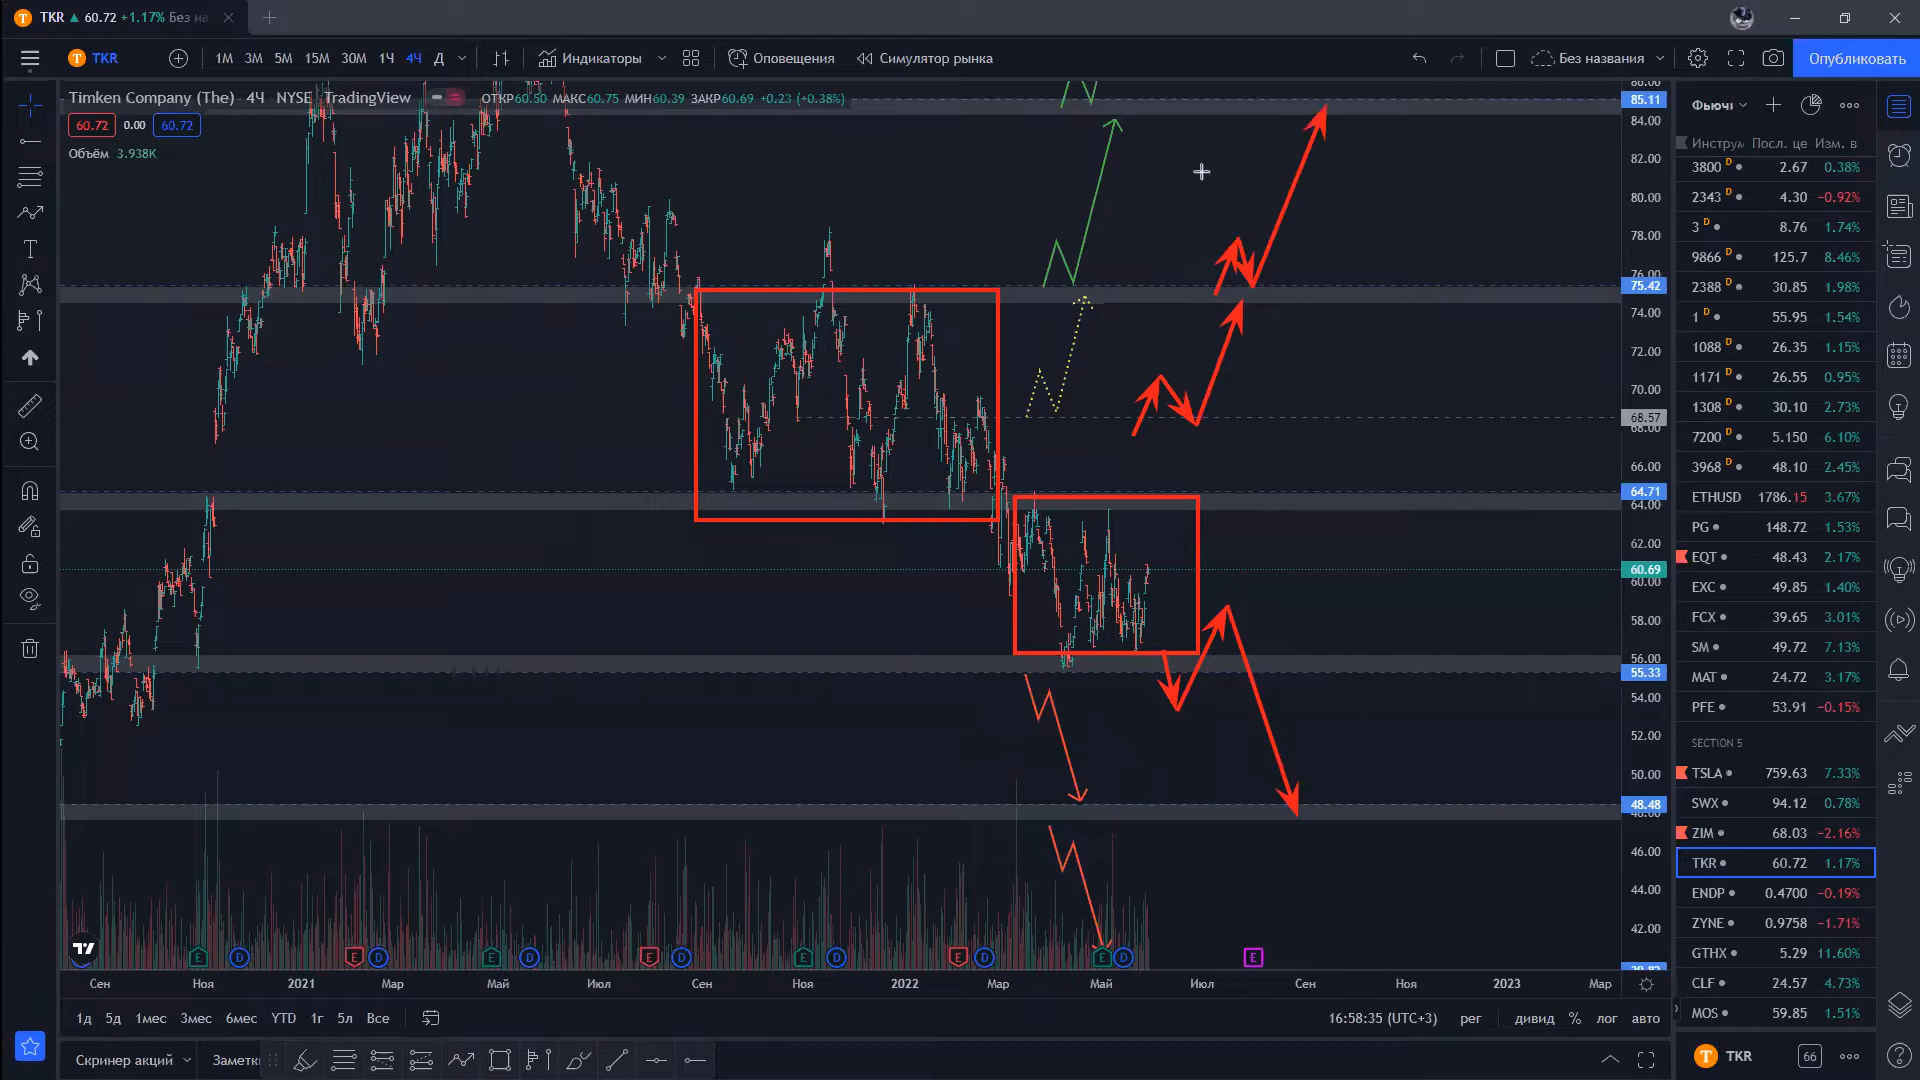 TKR ▲ 60.72 +1.17% Без на
TKR
1М 3М 5М 15М 30М 1Ч 4Ч Д
Индикаторы
Оповещения
Симулятор рынка
Без названия
Опубликовать
Timken Company (The) 4Ч NYSE TradingView
ОТКР60.50 МАКС60.75 МИН60.39 ЗАКР60.69 +0.23 (+0.38%)
60.72 0.00 60.72
Объём 3.938K
85.11
84.00
82.00
80.00
78.00
76.00
75.42
74.00
72.00
70.00
68.57
68.00
66.00
64.71
64.00
62.00
60.69
60.00
58.00
56.00
55.33
54.00
52.00
50.00
48.48
46.00
44.00
42.00
E D E D E D E D E D E D E D E
Сен Ноя 2021 Мар Май Июл Сен Ноя 2022 Мар Май Июл Сен Ноя 2023 Мар
1д 5д 1мес 3мес 6мес YTD 1г 5л Все
16:58:35 (UTC+3) рег дивид % лог авто
Скринер акций
Заметк
Фьючи
Инструм Посл. це Изм. в
3800 D 2.67 0.38%
2343 D 4.30 −0.92%
3 D 8.76 1.74%
9866 D 125.7 8.46%
2388 D 30.85 1.98%
1 D 55.95 1.54%
1088 D 26.35 1.15%
1171 D 26.55 0.95%
1308 D 30.10 2.73%
7200 D 5.150 6.10%
3968 D 48.10 2.45%
ETHUSD 1786.15 3.67%
PG 148.72 1.53%
EQT 48.43 2.17%
EXC 49.85 1.40%
FCX 39.65 3.01%
SM 49.72 7.13%
MAT 24.72 3.17%
PFE 53.91 −0.15%
SECTION 5
TSLA 759.63 7.33%
SWX 94.12 0.78%
ZIM 68.03 −2.16%
TKR 60.72 1.17%
ENDP 0.4700 −0.19%
ZYNE 0.9758 −1.71%
GTHX 5.29 11.60%
CLF 24.57 4.73%
MOS 59.85 1.51%
TKR 66